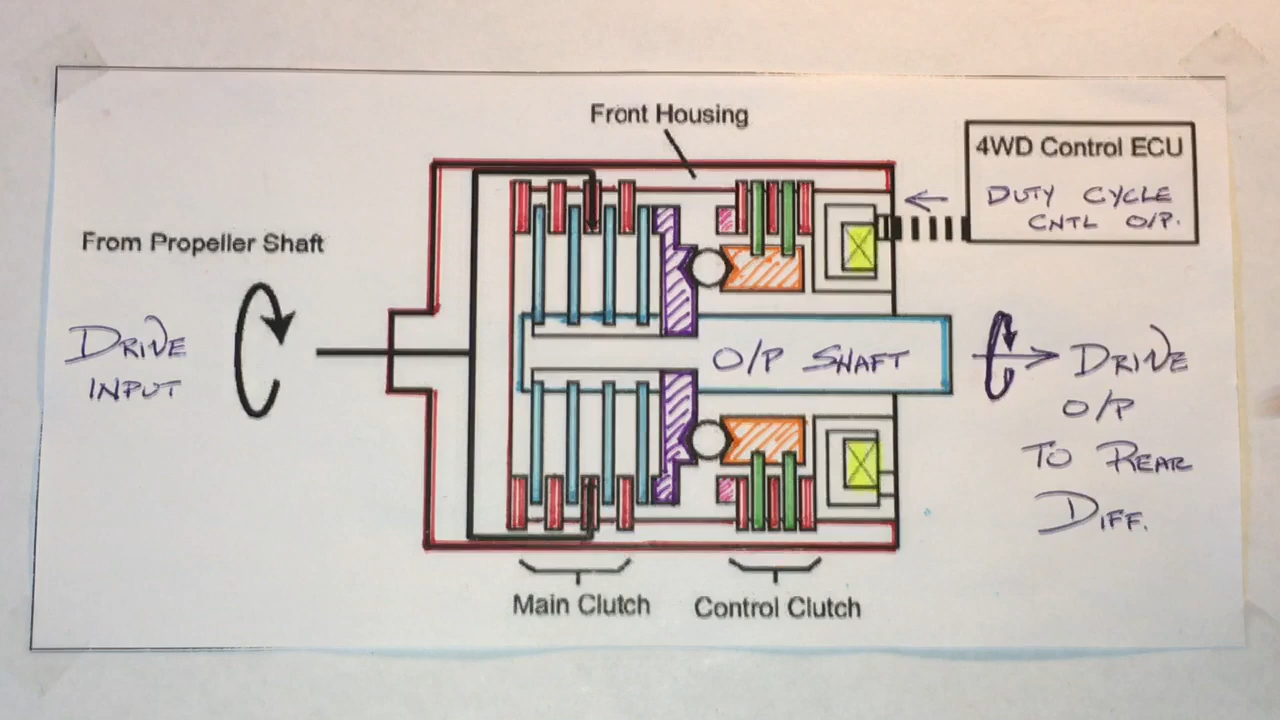 Front Housing
4WD Control ECU
DUTY CYCLE
CNTL O/P.
From Propeller Shaft
DRIVE
INPUT
O/P SHAFT
DRIVE
O/P
TO REAR
DIFF.
Main Clutch
Control Clutch